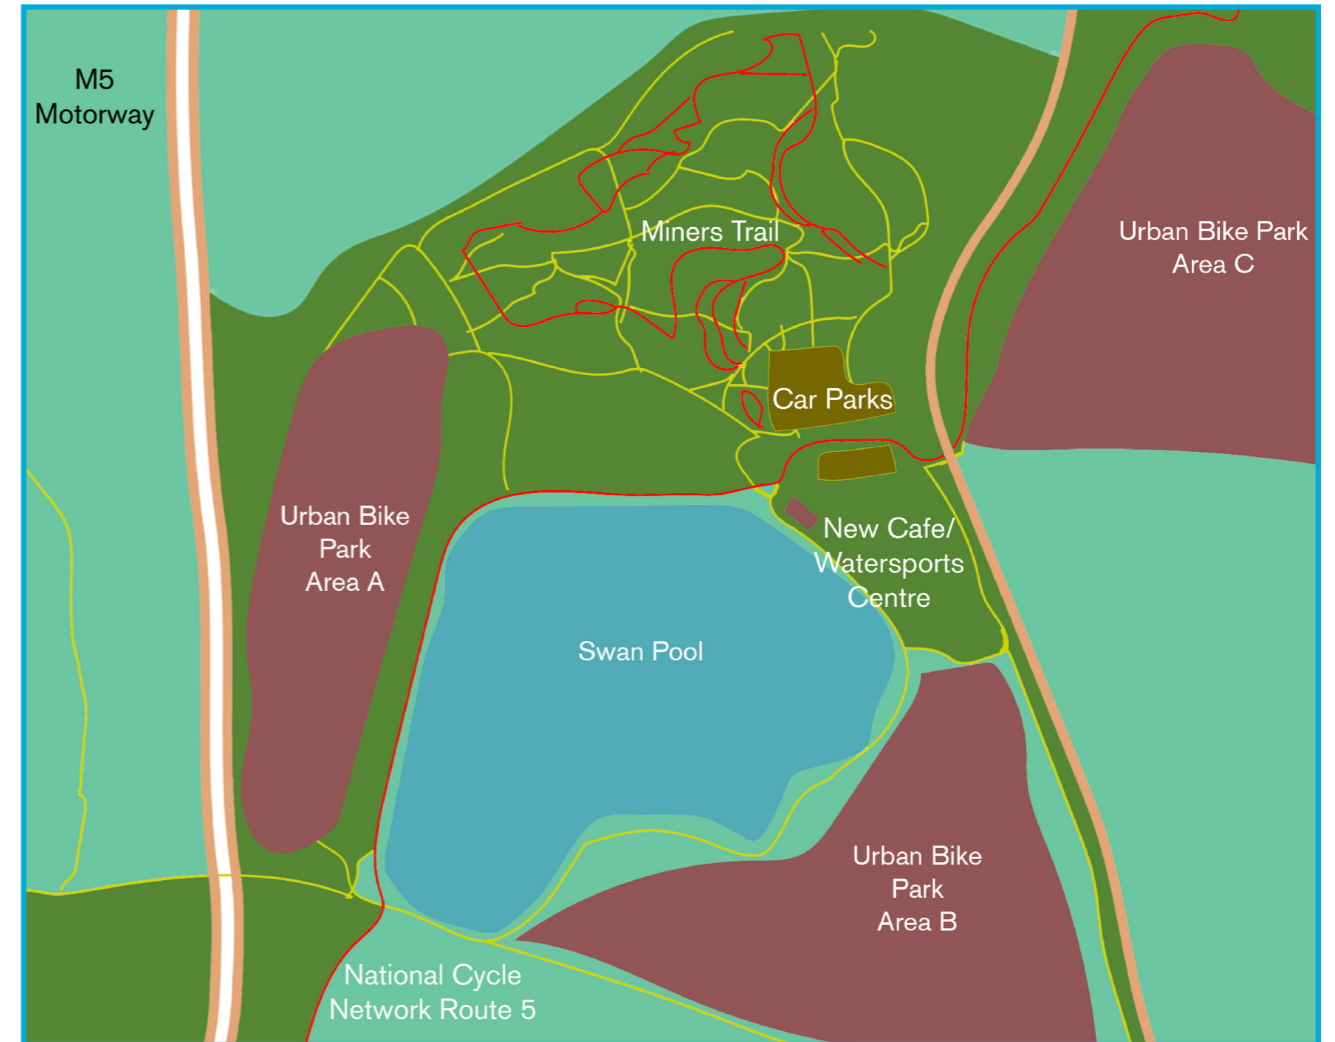 M5
Motorway
Miners Trail
Urban Bike Park
Area C
Car Parks
Urban Bike
Park
Area A
New Cafe/
Watersports
Centre
Swan Pool
Urban Bike
Park
Area B
National Cycle
Network Route 5